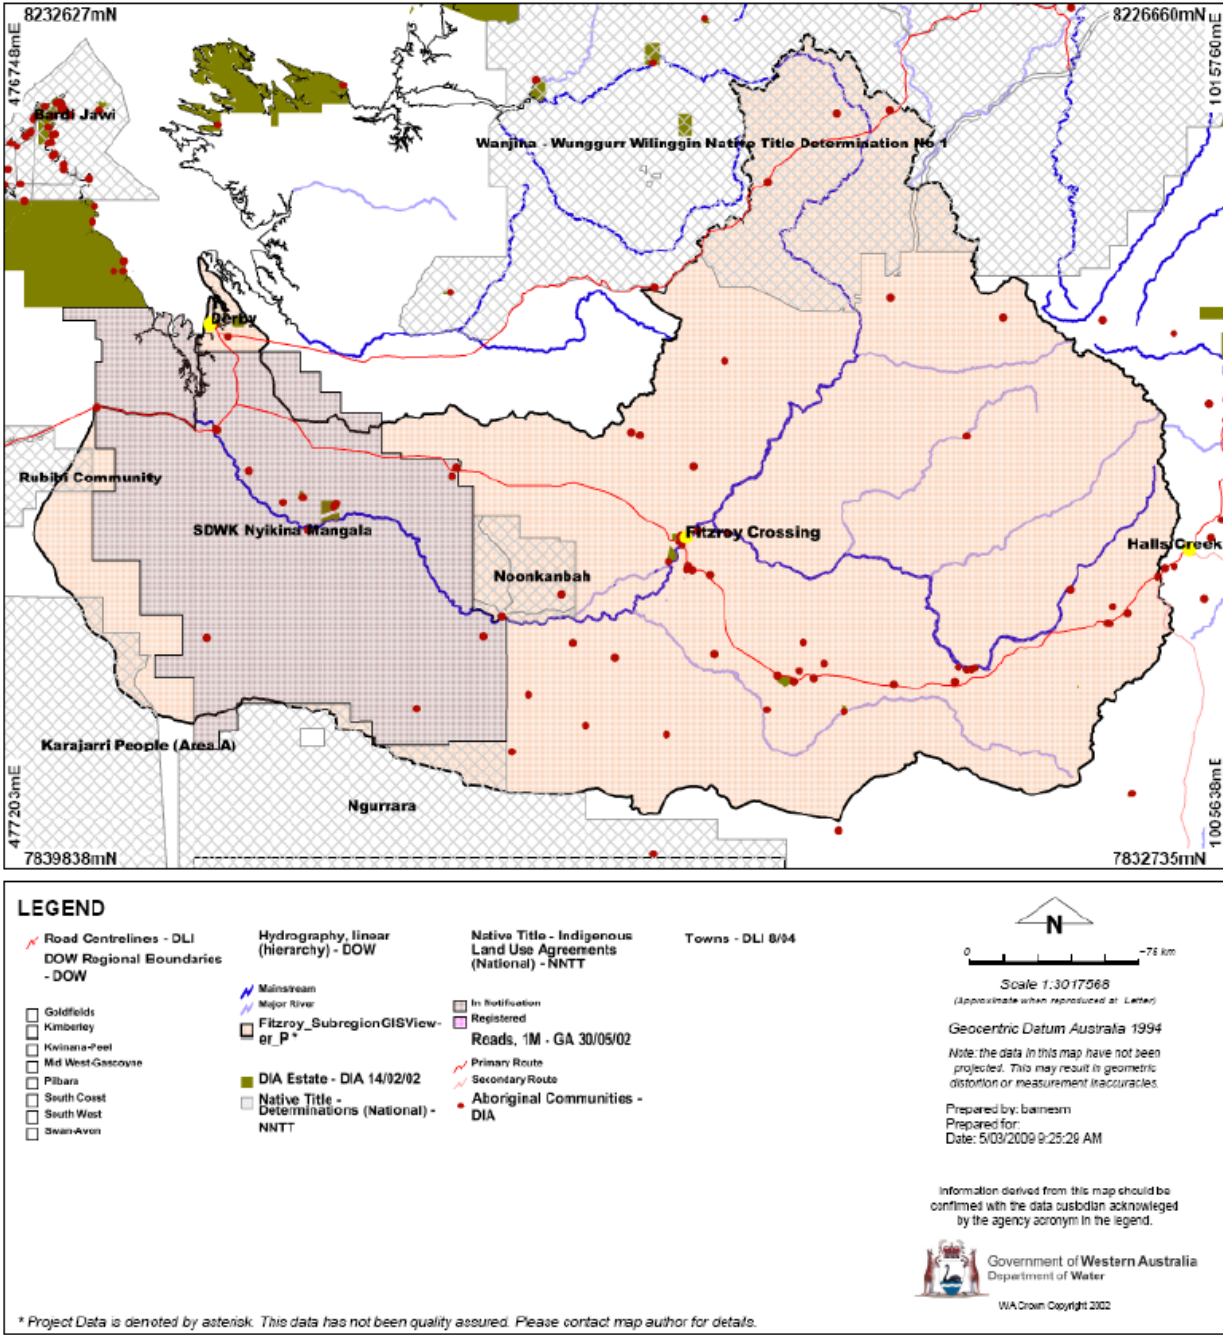 8232627mN
8226660mN
476748mE
1015760mE
Bardi Jawi
Wanjina - Wunggurr Wilinggin Native Title Determination No 1
Derby
Rubibi Community
SDWK Nyikina Mangala
Fitzroy Crossing
Halls Creek
Noonkanbah
Karajarri People (Area A)
Ngurrara
477203mE
1005638mE
7839838mN
7832735mN
LEGEND
Road Centrelines - DLI
DOW Regional Boundaries
- DOW
Goldfields
Kimberley
Kwinana-Peel
Mid West-Gascoyne
Pilbara
South Coast
South West
Swan-Avon
Hydrography, linear
(hierarchy) - DOW
Mainstream
Major River
Fitzroy_SubregionGISView-
er_P *
DIA Estate - DIA 14/02/02
Native Title -
Determinations (National) -
NNTT
Native Title - Indigenous
Land Use Agreements
(National) - NNTT
In Notification
Registered
Roads, 1M - GA 30/05/02
Primary Route
Secondary Route
Aboriginal Communities -
DIA
Towns - DLI 8/04
N
0
~76 km
Scale 1:3017568
(Approximate when reproduced at Letter)
Geocentric Datum Australia 1994
Note: the data in this map have not been
projected. This may result in geometric
distortion or measurement inaccuracies.
Prepared by: barnesm
Prepared for:
Date: 5/03/2009 9:25:29 AM
Information derived from this map should be
confirmed with the data custodian acknowleged
by the agency acronym in the legend.
Government of Western Australia
Department of Water
WA Crown Copyright 2002
* Project Data is denoted by asterisk. This data has not been quality assured. Please contact map author for details.